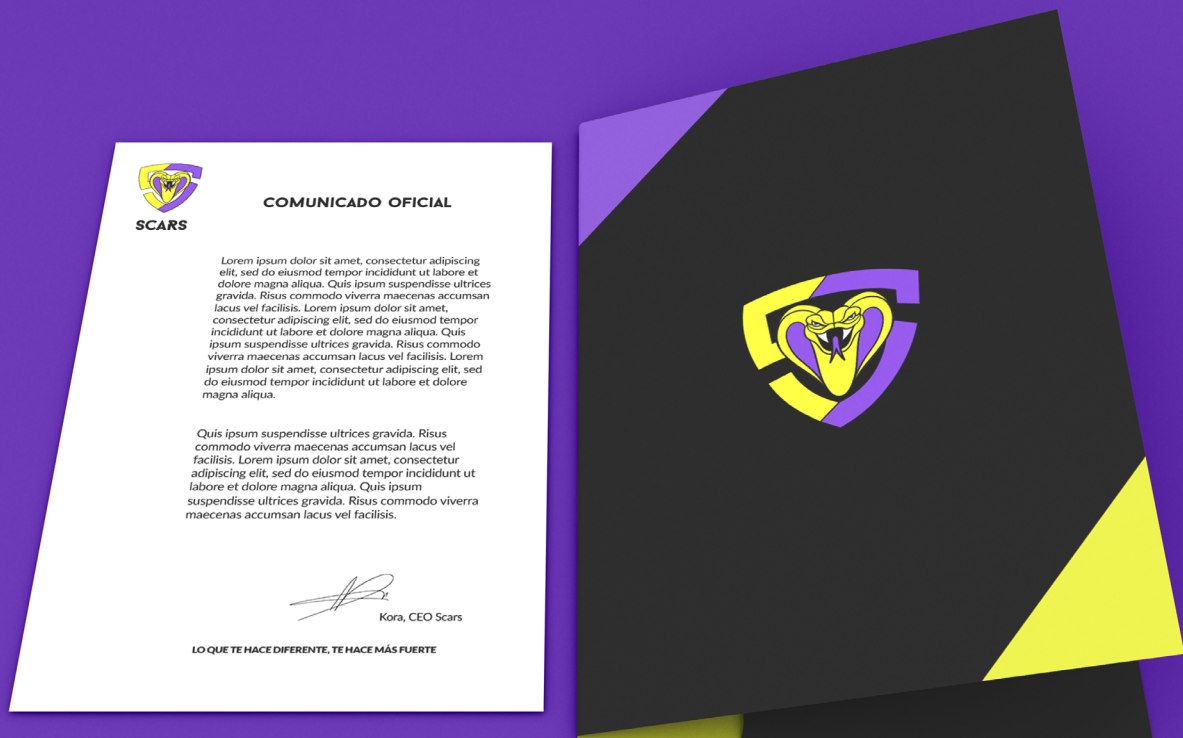 SCARS
COMUNICADO OFICIAL
Lorem ipsum dolor sit amet, consectetur adipiscing
elit, sed do eiusmod tempor incididunt ut labore et
dolore magna aliqua. Quis ipsum suspendisse ultrices
gravida. Risus commodo viverra maecenas accumsan
lacus vel facilisis. Lorem ipsum dolor sit amet,
consectetur adipiscing elit, sed do eiusmod tempor
incididunt ut labore et dolore magna aliqua. Quis
ipsum suspendisse ultrices gravida. Risus commodo
viverra maecenas accumsan lacus vel facilisis. Lorem
ipsum dolor sit amet, consectetur adipiscing elit, sed
do eiusmod tempor incididunt ut labore et dolore
magna aliqua.
Quis ipsum suspendisse ultrices gravida. Risus
commodo viverra maecenas accumsan lacus vel
facilisis. Lorem ipsum dolor sit amet, consectetur
adipiscing elit, sed do eiusmod tempor incididunt ut
labore et dolore magna aliqua. Quis ipsum
suspendisse ultrices gravida. Risus commodo viverra
maecenas accumsan lacus vel facilisis.
Kora, CEO Scars
LO QUE TE HACE DIFERENTE, TE HACE MÁS FUERTE